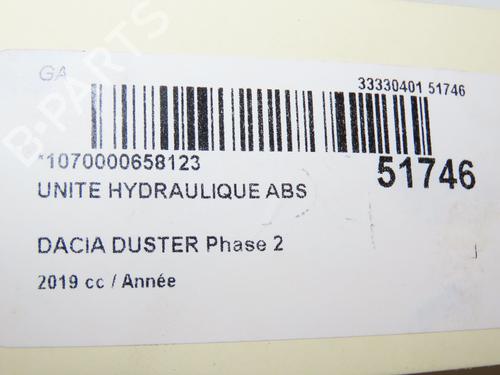 GA
33330401 51746
*1070000658123
51746
UNITE HYDRAULIQUE ABS
DACIA DUSTER Phase 2
2019 cc / Année
B-PARTS